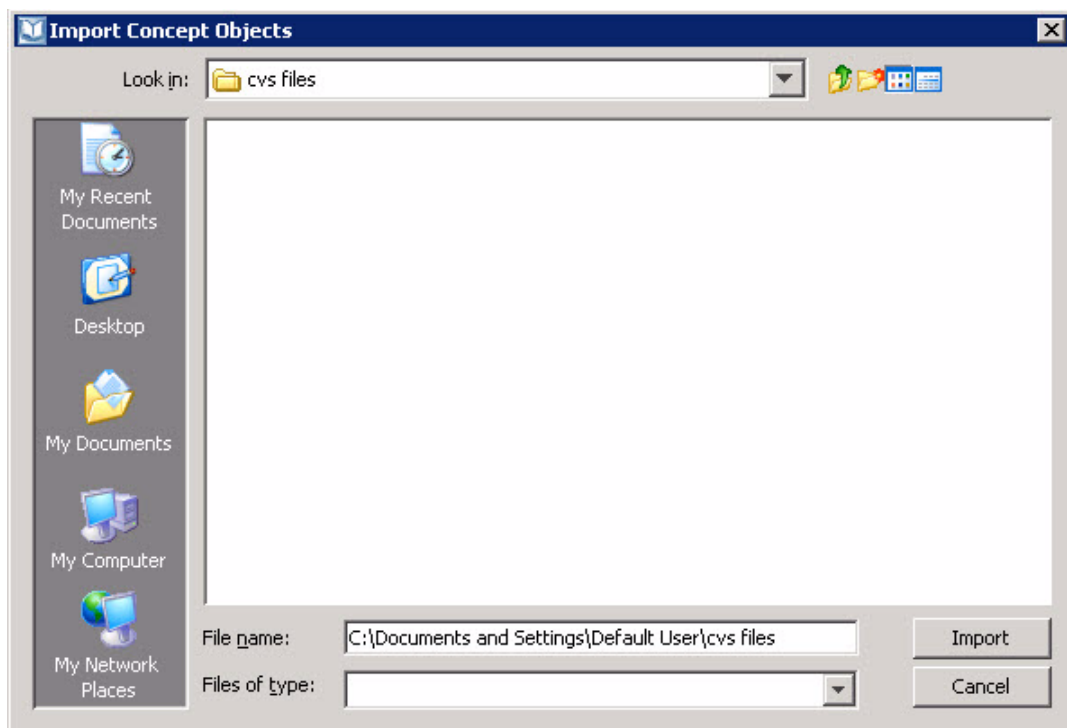 Import Concept Objects
Look in: cvs files
My Recent
Documents
Desktop
My Documents
My Computer
My Network
Places
File name: C:\Documents and Settings\Default User\cvs files Import
Files of type: Cancel